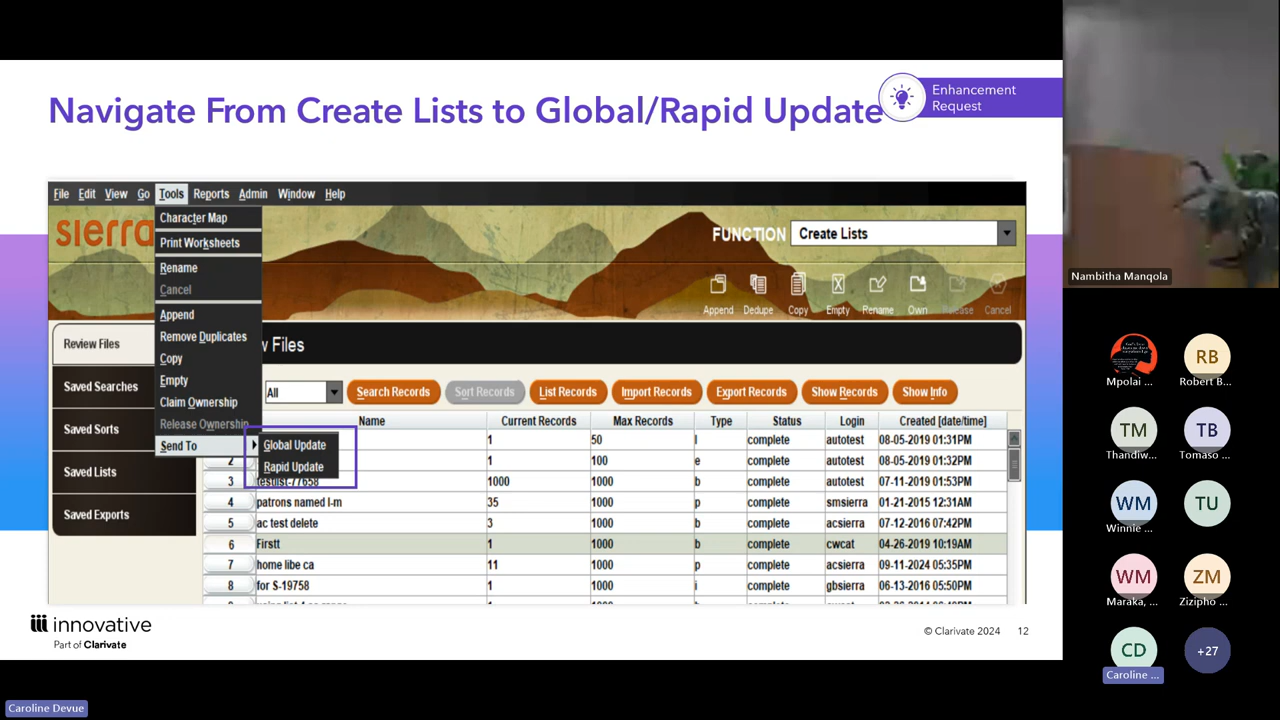 Navigate From Create Lists to Global/Rapid Update
Enhancement
Request
File Edit View Go Tools Reports Admin Window Help
sierra
FUNCTION Create Lists
Character Map
Print Worksheets
Rename
Cancel
Append
Remove Duplicates
Copy
Empty
Claim Ownership
Release Ownership
Send To
Global Update
Rapid Update
Append Dedupe Copy Empty Rename Own Release Cancel
Review Files
Saved Searches
Saved Sorts
Saved Lists
Saved Exports
Files
All Search Records Sort Records List Records Import Records Export Records Show Records Show Info
Name Current Records Max Records Type Status Login Created [date/time]
1 50 complete autotest 08-05-2019 01:31PM
2 1 100 e complete autotest 08-05-2019 01:32PM
3 testlist-77658 1000 1000 b complete autotest 07-11-2019 01:53PM
4 patrons named l-m 35 1000 p complete smsierra 01-21-2015 12:31AM
5 ac test delete 3 1000 b complete acsierra 07-12-2016 07:42PM
6 Firstt 1 1000 b complete cwcat 04-26-2019 10:19AM
7 home libe ca 11 1000 p complete acsierra 09-11-2024 05:35PM
8 for S-19758 1 1000 i complete gbsierra 06-13-2016 05:50PM
innovative
Part of Clarivate
© Clarivate 2024 12
Caroline Devue
Nambitha Manqola
Mpolai ...
RB
Robert B...
TM
Thandiw...
TB
Tomaso ...
WM
Winnie ...
TU
WM
Maraka, ...
ZM
Zizipho ...
CD
Caroline ...
+27